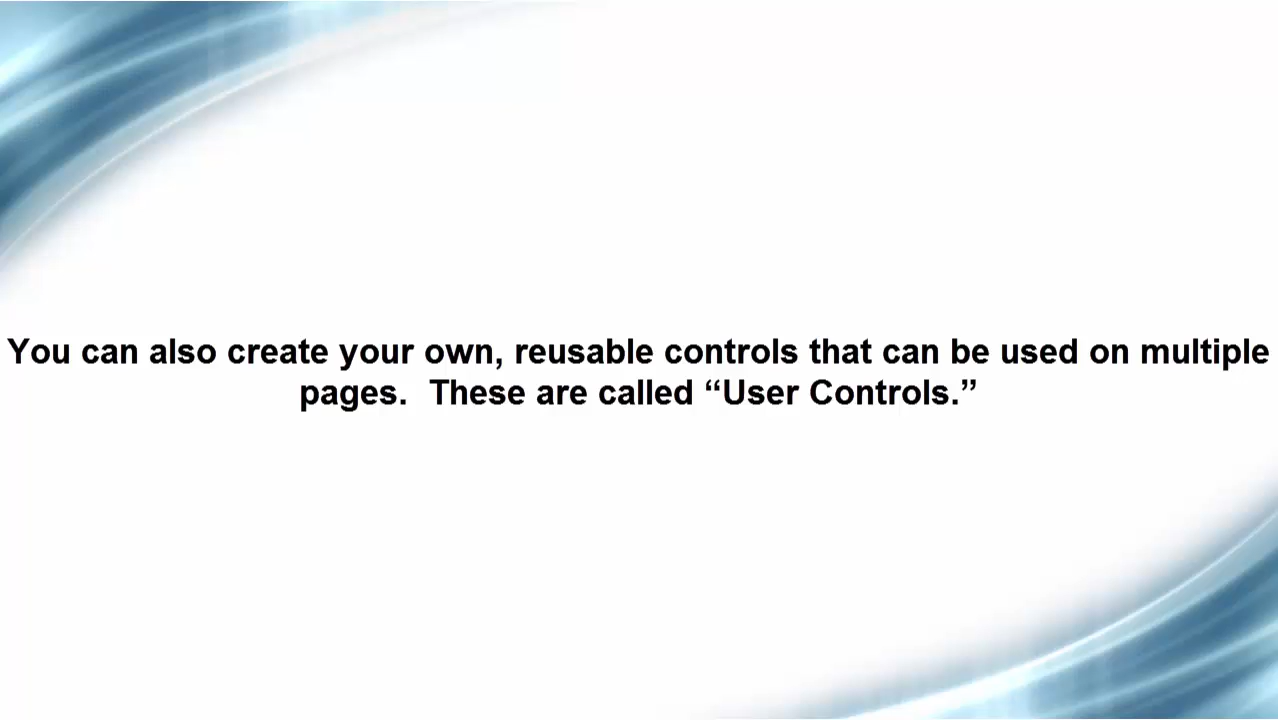 You can also create your own, reusable controls that can be used on multiple
pages.  These are called “User Controls.”